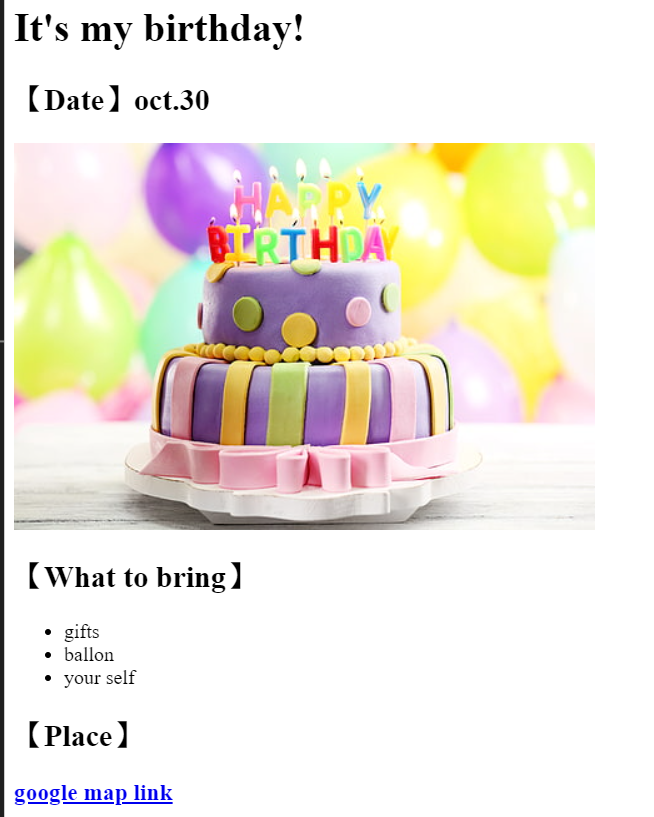 It's my birthday!
【Date】oct.30
HAPPY
BIRTHDAY
【What to bring】
gifts
ballon
your self
【Place】
google map link